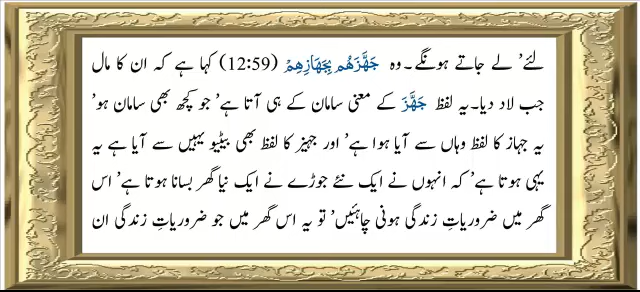 لئے’ لے جاتے ہونگے۔ وہ جَهَّزَهُم بِجَهَازِهِمْ (12:59) کہا ہے کہ ان کا مال
جب لاد دیا۔یہ لفظ جَهَّزَ کے معنی سامان کے ہی آتا ہے’ جو کچھ بھی سامان ہو’
یہ جہاز کا لفظ وہاں سے آیا ہوا ہے’ اور جہیز کا لفظ بھی بیٹیو یہیں سے آیا ہے یہ
یہی ہوتا ہے’ کہ انہوں نے ایک نئے جوڑے نے ایک نیا گھر بسانا ہوتا ہے’ اس
گھر میں ضروریاتِ زندگی ہونی چاہئیں’ تو یہ اس گھر میں جو ضروریاتِ زندگی ان